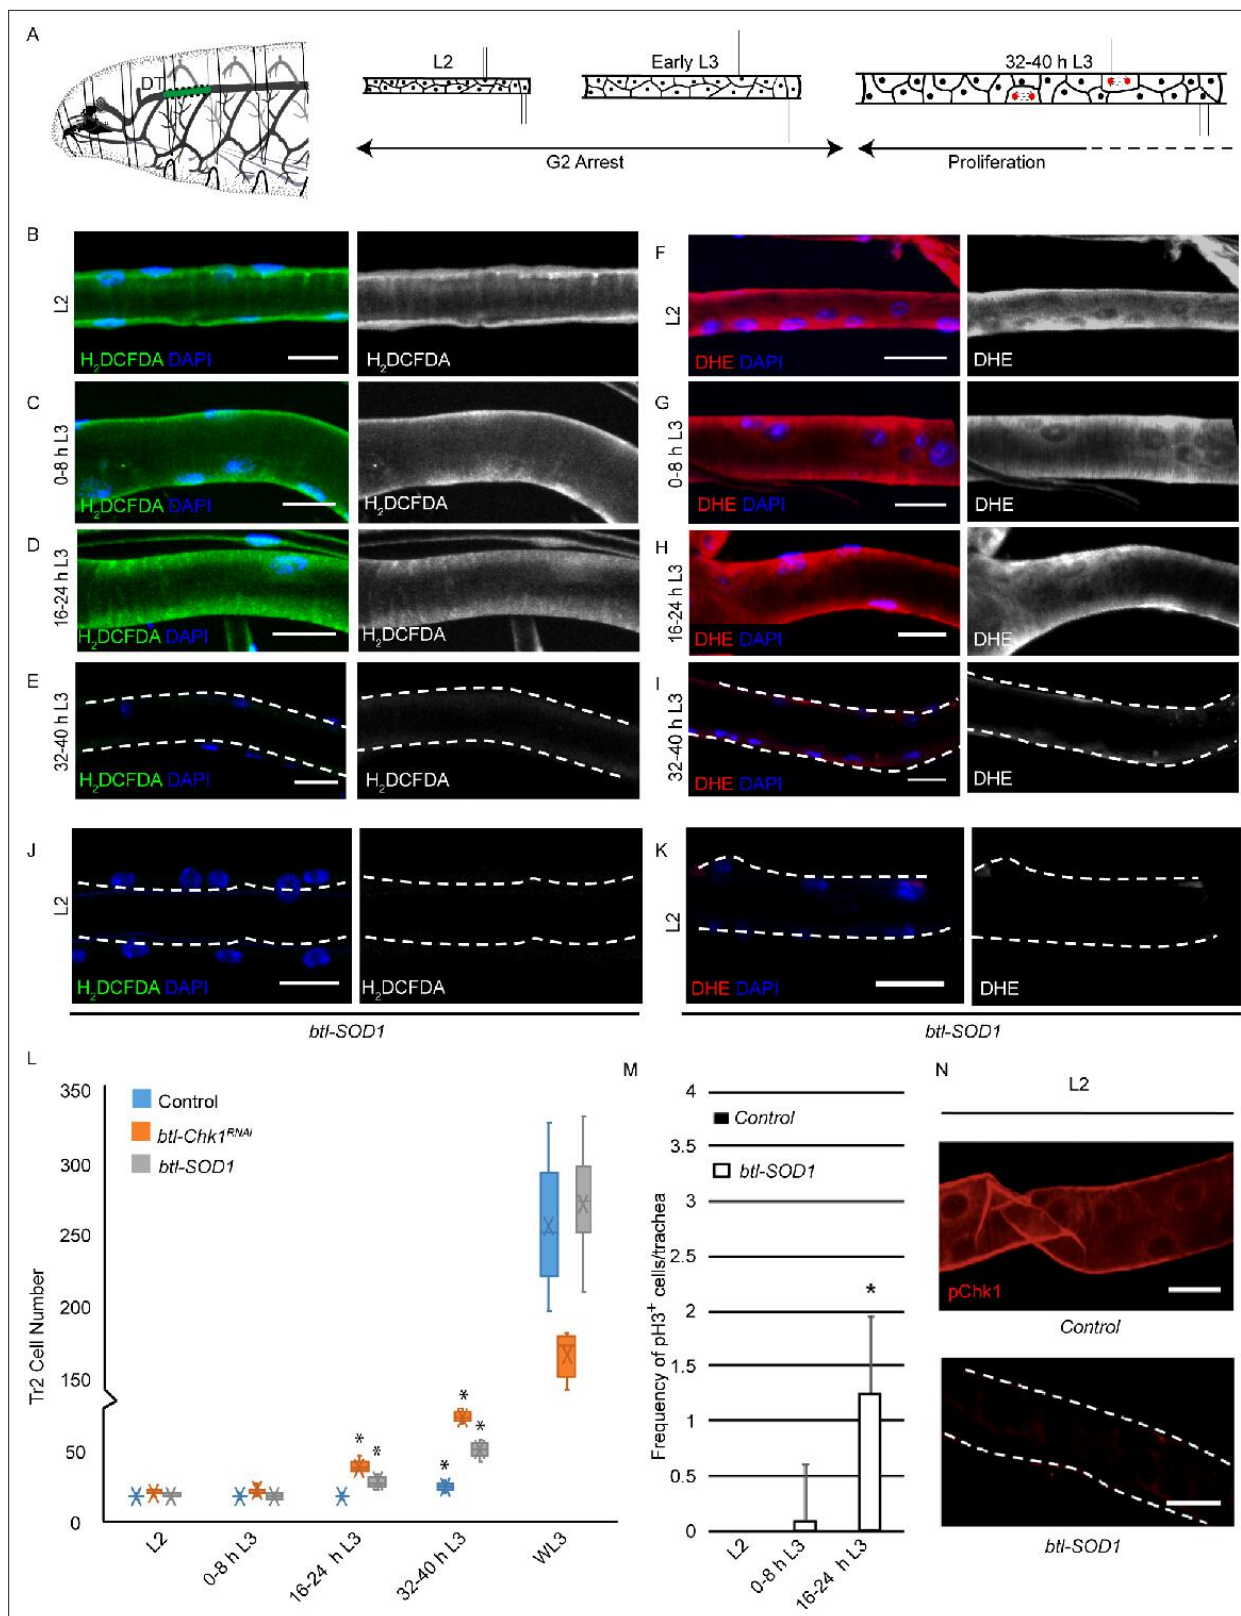 A
DT
L2
Early L3
32-40 h L3
G2 Arrest
Proliferation
B
L2
H₂DCFDA DAPI
H₂DCFDA
C
0-8 h L3
H₂DCFDA DAPI
H₂DCFDA
D
16-24 h L3
H₂DCFDA DAPI
H₂DCFDA
E
32-40 h L3
H₂DCFDA DAPI
H₂DCFDA
F
L2
DHE DAPI
DHE
G
0-8 h L3
DHE DAPI
DHE
H
16-24 h L3
DHE DAPI
DHE
I
32-40 h L3
DHE DAPI
DHE
J
L2
H₂DCFDA DAPI
H₂DCFDA
btl-SOD1
K
L2
DHE DAPI
DHE
btl-SOD1
L
Tr2 Cell Number
350
300
250
200
150
50
0
Control
btl-Chk1^RNAi
btl-SOD1
*
*
*
*
*
L2
0-8 h L3
16-24 h L3
32-40 h L3
WL3
M
Frequency of pH3⁺ cells/trachea
4
3.5
3
2.5
2
1.5
1
0.5
0
Control
btl-SOD1
*
L2
0-8 h L3
16-24 h L3
N
L2
pChk1
Control
btl-SOD1